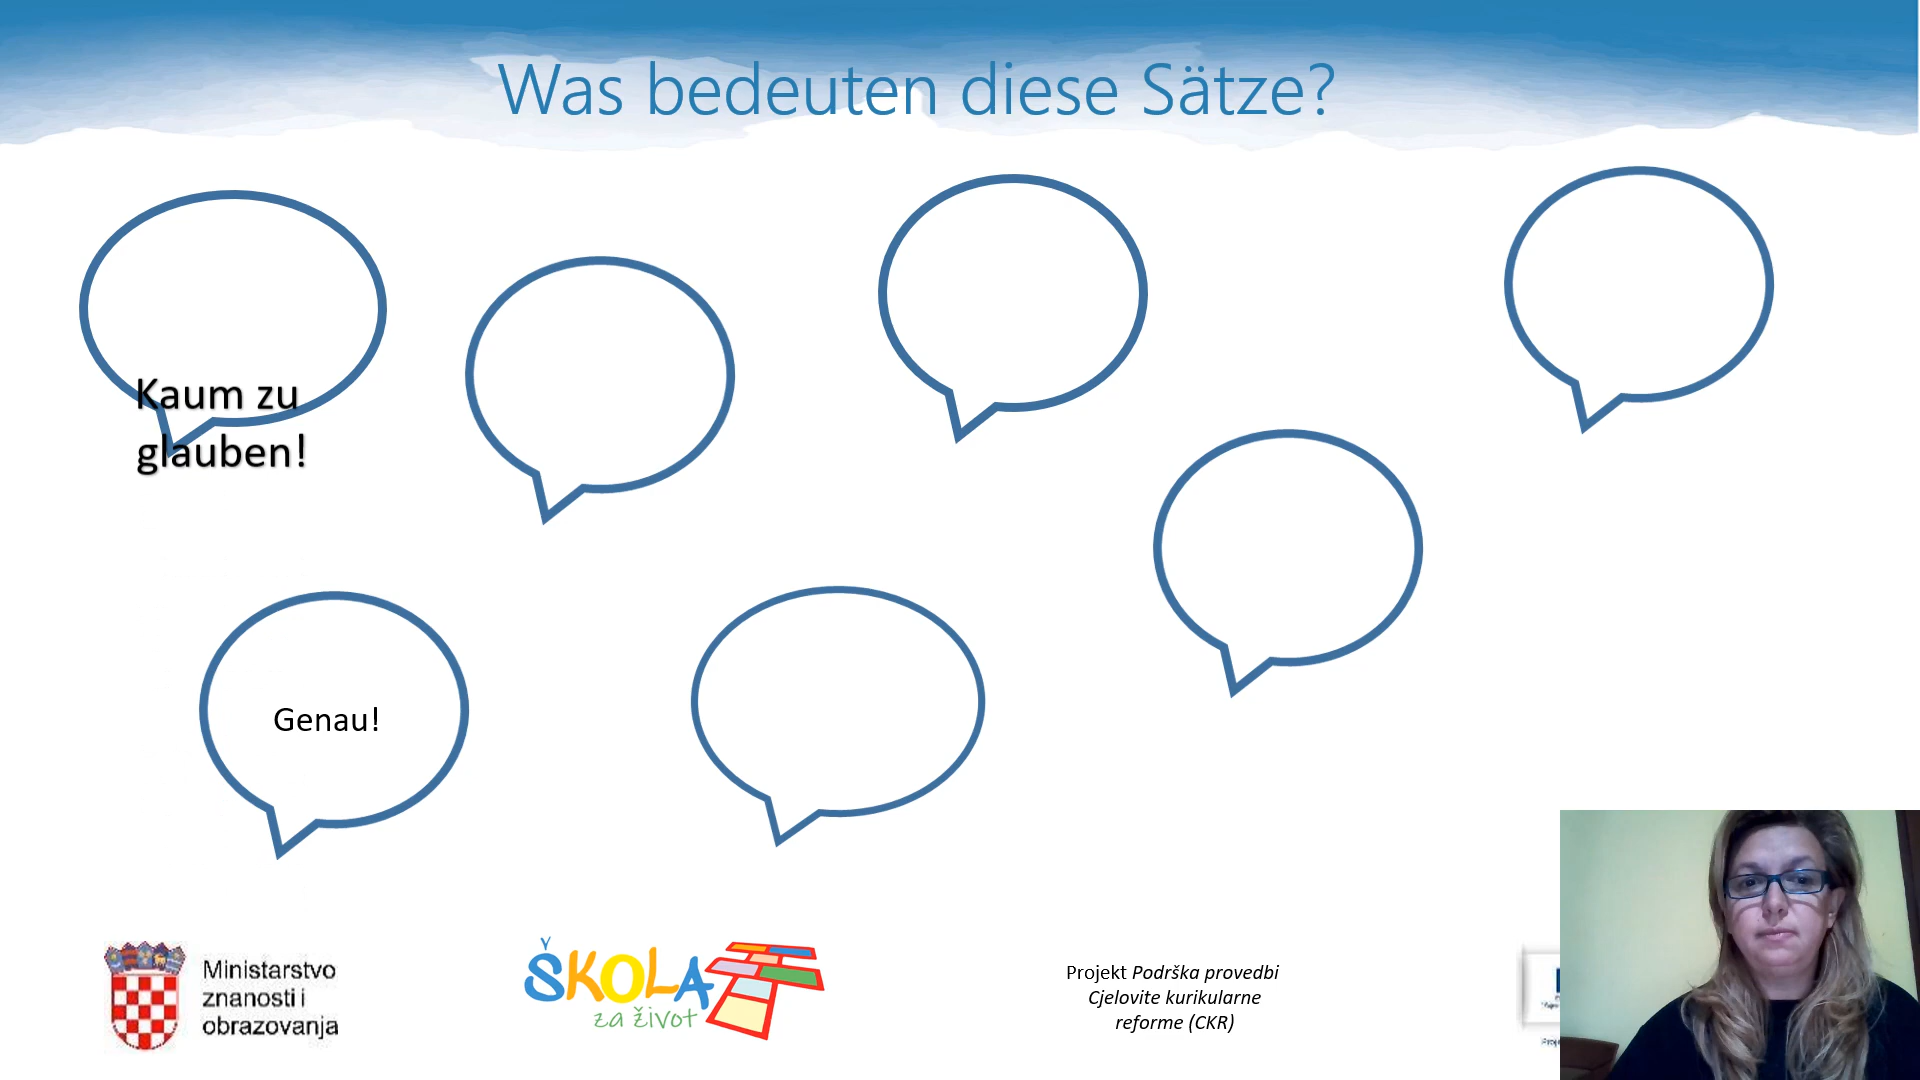 Was bedeuten diese Sätze?
Kaum zu
glauben!
Genau!
Ministarstvo
znanosti i
obrazovanja
ŠKOLA
za život
Projekt Podrška provedbi
Cjelovite kurikularne
reforme (CKR)